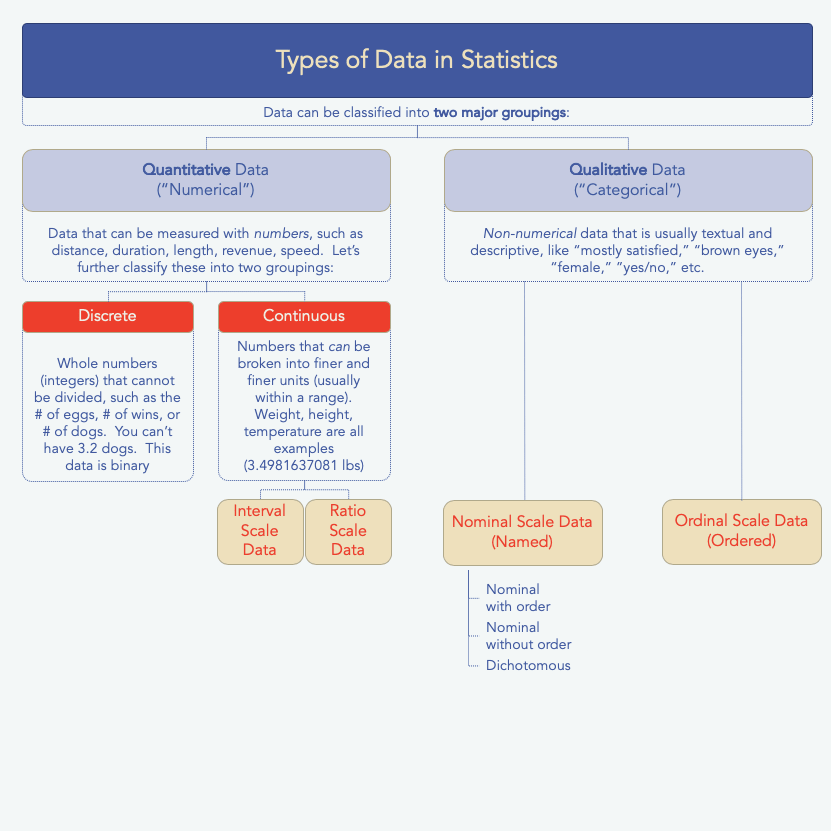 Types of Data in Statistics
Data can be classified into two major groupings:
Quantitative Data
(“Numerical”)
Data that can be measured with numbers, such as
distance, duration, length, revenue, speed.  Let’s
further classify these into two groupings:
Discrete
Whole numbers
(integers) that cannot
be divided, such as the
# of eggs, # of wins, or
# of dogs.  You can’t
have 3.2 dogs.  This
data is binary
Continuous
Numbers that can be
broken into finer and
finer units (usually
within a range).
Weight, height,
temperature are all
examples
(3.4981637081 lbs)
Interval
Scale
Data
Ratio
Scale
Data
Qualitative Data
(“Categorical”)
Non-numerical data that is usually textual and
descriptive, like “mostly satisfied,” “brown eyes,”
“female,” “yes/no,” etc.
Nominal Scale Data
(Named)
Nominal
with order
Nominal
without order
Dichotomous
Ordinal Scale Data
(Ordered)